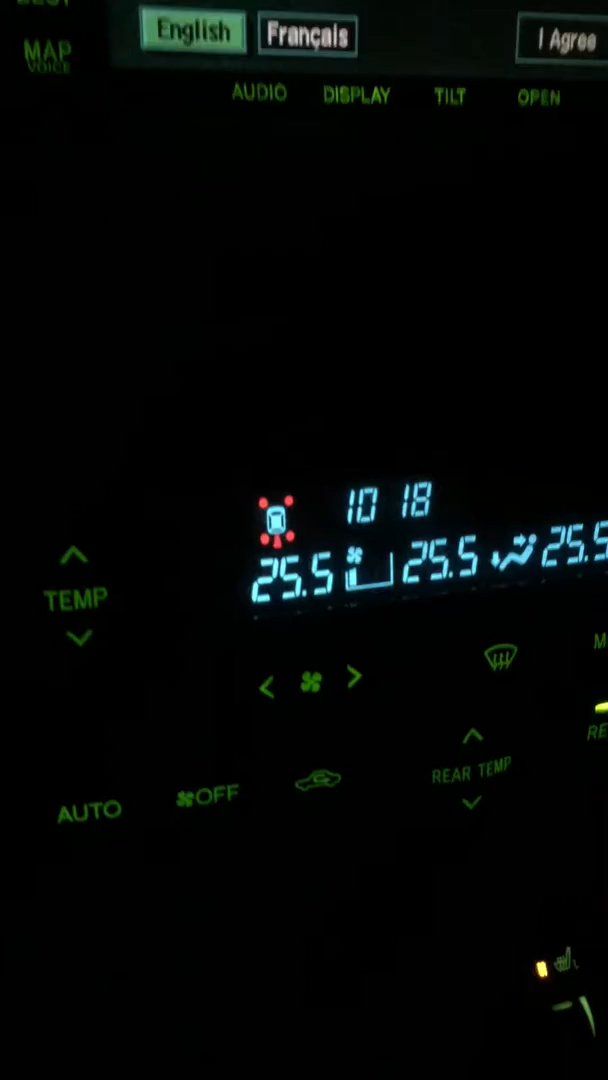 English Français I Agree
MAP
VOICE
AUDIO DISPLAY TILT OPEN
10 18
25.5 25.5 25.5
TEMP
REAR TEMP
AUTO OFF